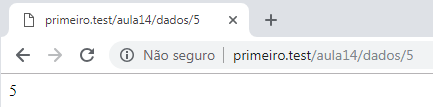 primeiro.test/aula14/dados/5
Não seguro | primeiro.test/aula14/dados/5
5